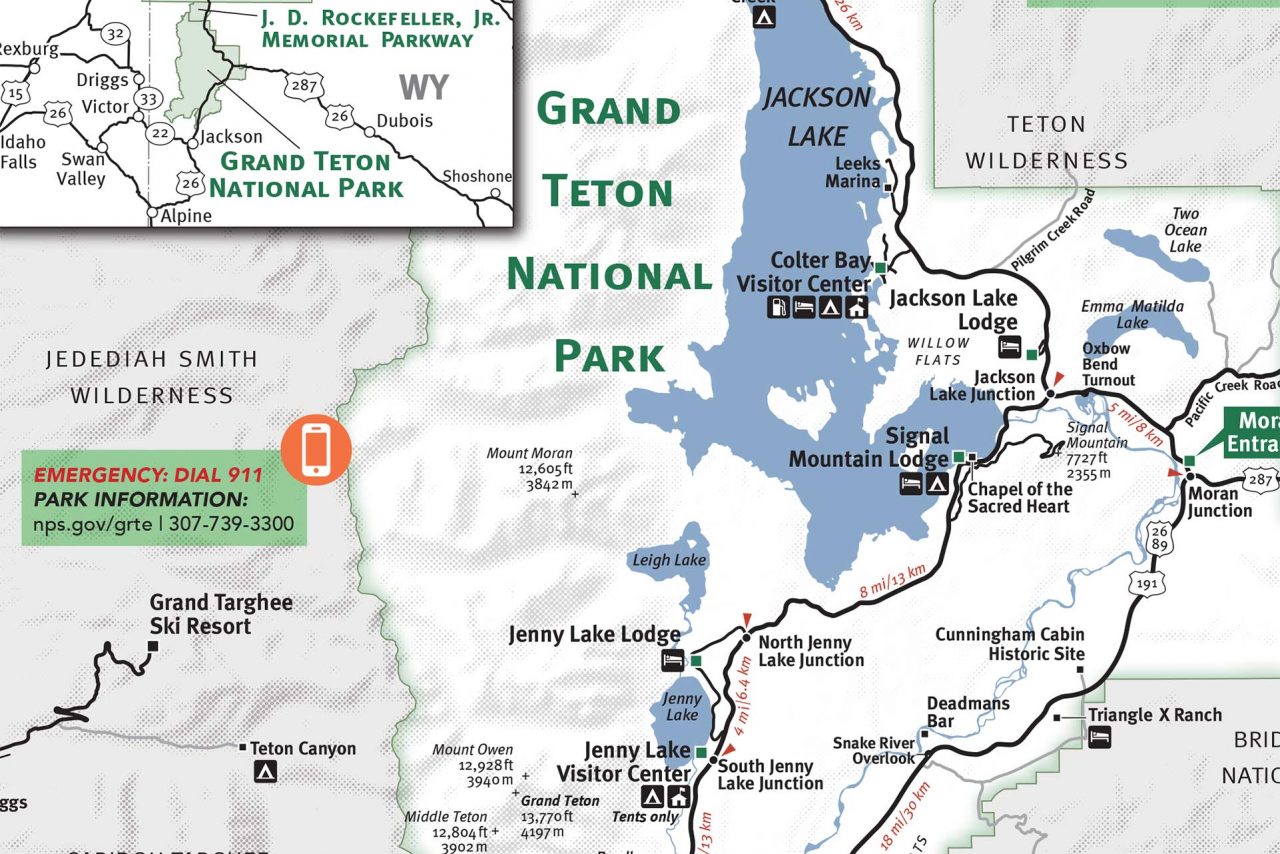 J. D. ROCKEFELLER, JR.
MEMORIAL PARKWAY
32
Rexburg
Driggs
15
33
Victor
26
22
Idaho
Falls
Swan
Valley
Jackson
26
Alpine
287
26
WY
Dubois
Shoshone
GRAND TETON
NATIONAL PARK
GRAND
TETON
NATIONAL
PARK
26 km
JACKSON
LAKE
Leeks
Marina
TETON
WILDERNESS
Pilgrim Creek Road
Two
Ocean
Lake
Colter Bay
Visitor Center
Jackson Lake
Lodge
Emma Matilda
Lake
WILLOW
FLATS
Oxbow
Bend
Turnout
Jackson
Lake Junction
Pacific Creek Road
5 mi/8 km
JEDEDIAH SMITH
WILDERNESS
EMERGENCY: DIAL 911
PARK INFORMATION:
nps.gov/grte | 307-739-3300
Mount Moran
12,605 ft
3842 m
+
Signal
Mountain Lodge
Signal
Mountain
7727 ft
2355 m
+
Chapel of the
Sacred Heart
287
Moran
Junction
26
89
191
Leigh Lake
8 mi/13 km
Grand Targhee
Ski Resort
Jenny Lake Lodge
North Jenny
Lake Junction
4 mi/6.4 km
Cunningham Cabin
Historic Site
Jenny
Lake
Deadmans
Bar
Triangle X Ranch
Snake River
Overlook
Teton Canyon
Mount Owen
12,928 ft
3940 m
+
Jenny Lake
Visitor Center
Tents only
South Jenny
Lake Junction
+
Grand Teton
13,770 ft
4197 m
Middle Teton
12,804 ft +
3902 m
18 mi/30 km
/13 km